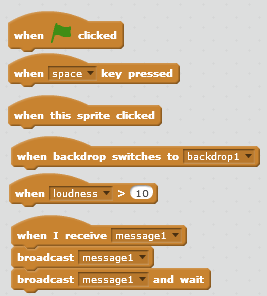 when clicked
when space key pressed
when this sprite clicked
when backdrop switches to backdrop1
when loudness > 10
when I receive message1
broadcast message1
broadcast message1 and wait